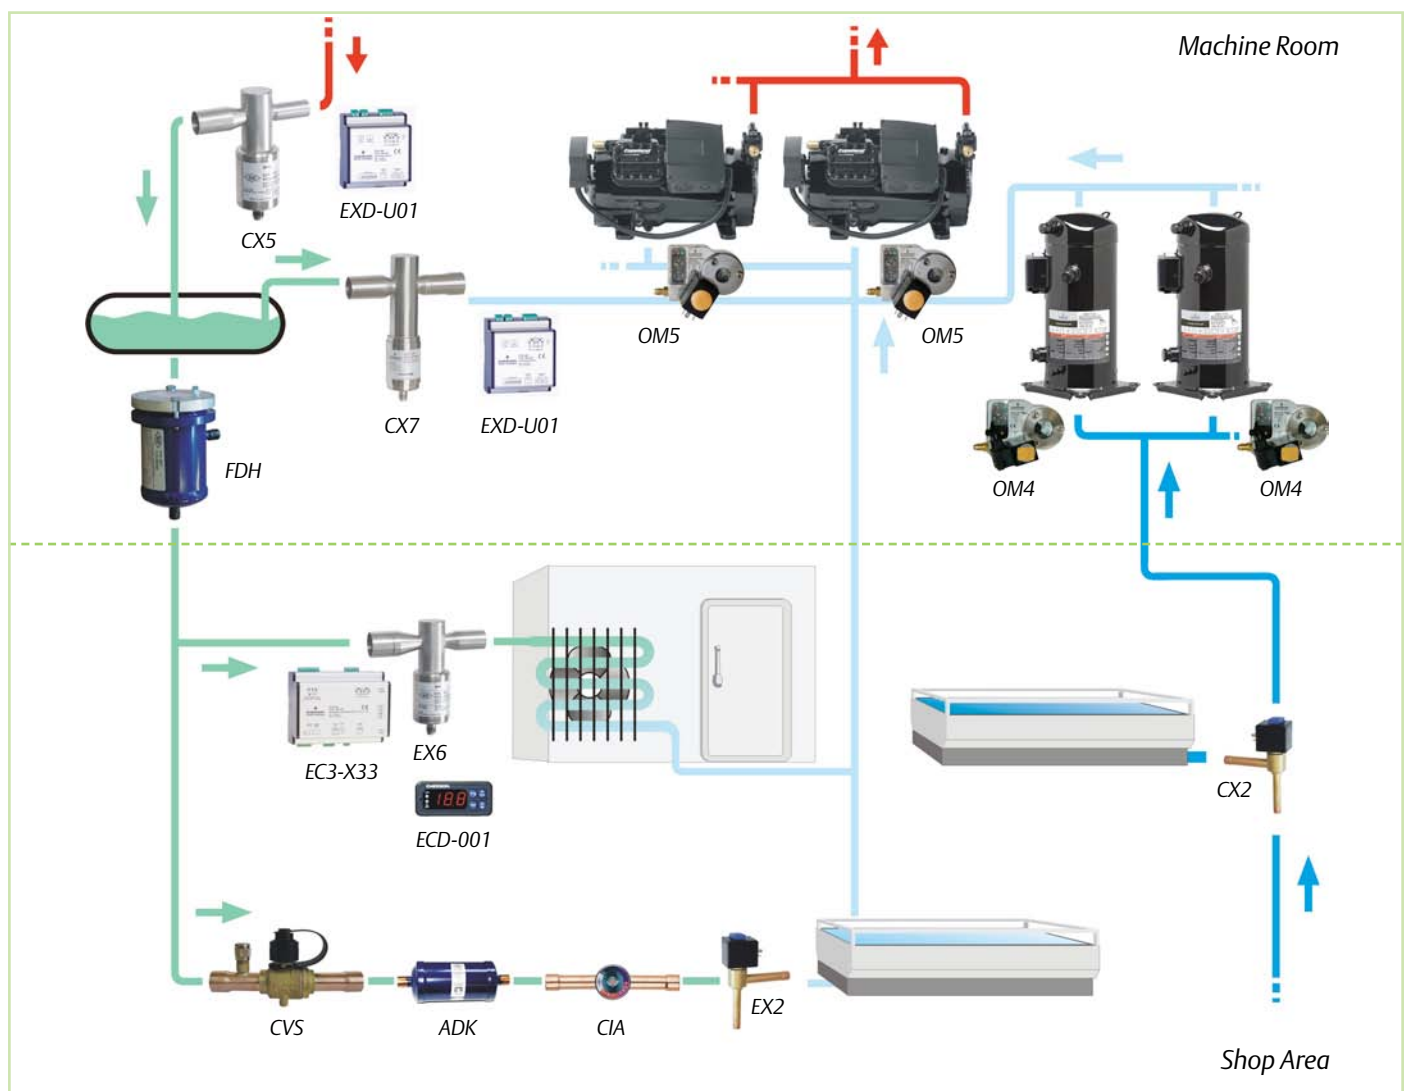 Machine Room
CX5
EXD-U01
CX7
EXD-U01
OM5
OM5
FDH
OM4
OM4
EC3-X33
EX6
188
ECD-001
CX2
CVS
ADK
CIA
EX2
Shop Area